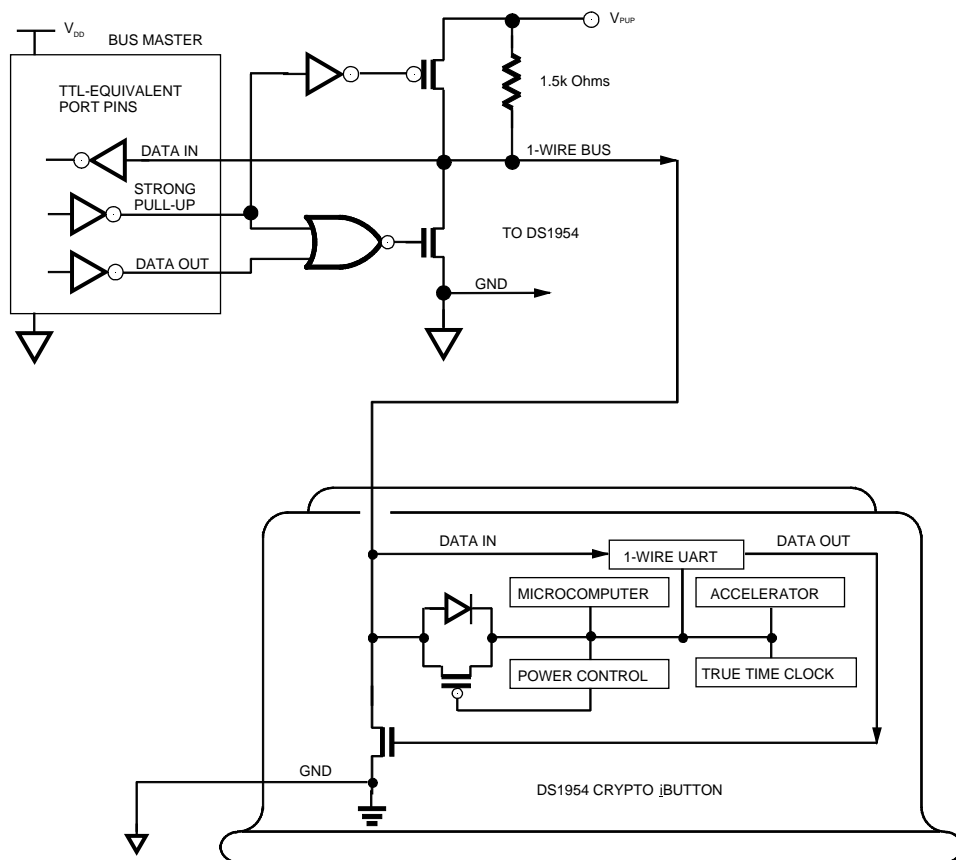 VDD
BUS MASTER
VPUP
TTL-EQUIVALENT
PORT PINS
1.5k Ohms
DATA IN
1-WIRE BUS
STRONG
PULL-UP
TO DS1954
DATA OUT
GND
DATA IN
1-WIRE UART
DATA OUT
MICROCOMPUTER
ACCELERATOR
POWER CONTROL
TRUE TIME CLOCK
GND
DS1954 CRYPTO iBUTTON